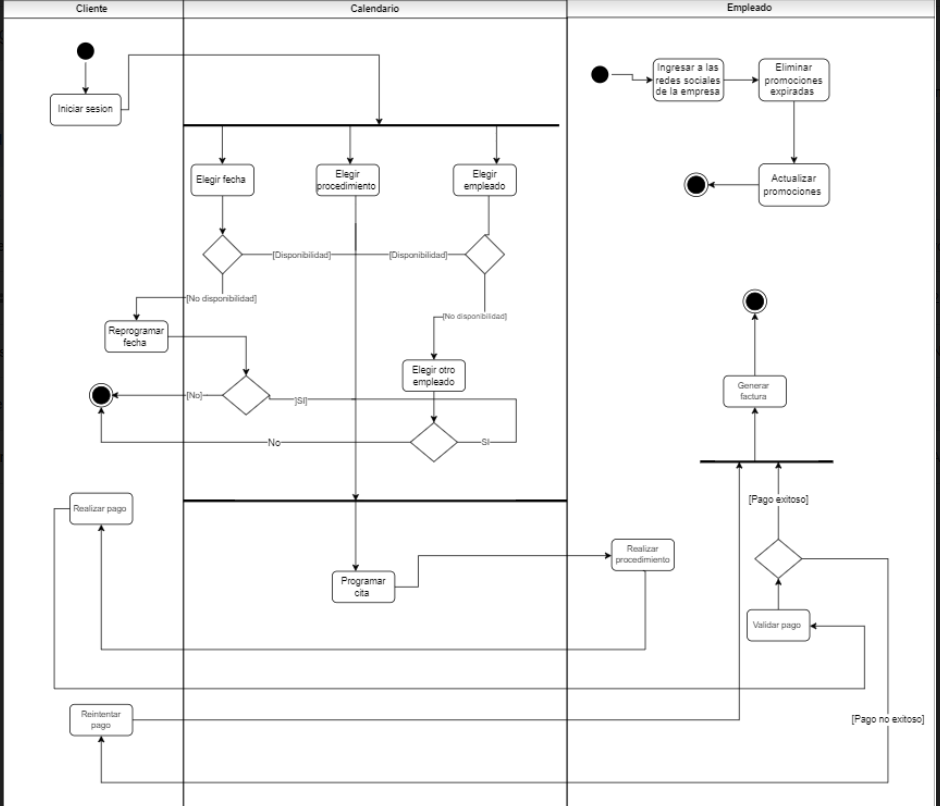 Cliente
Calendario
Empleado
Iniciar sesion
Ingresar a las
redes sociales
de la empresa
Eliminar
promociones
expiradas
Elegir fecha
Elegir
procedimiento
Elegir
empleado
Actualizar
promociones
[Disponibilidad]
[Disponibilidad]
[No disponibilidad]
[No disponibilidad]
Reprogramar
fecha
Elegir otro
empleado
Generar
factura
[No]
]SI]
No
SI
Realizar pago
[Pago exitoso]
Realizar
procedimiento
Programar
cita
Validar pago
Reintentar
pago
[Pago no exitoso]